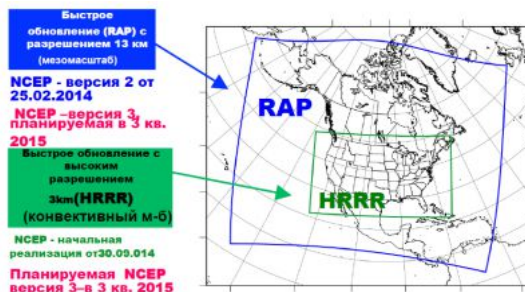 Быстрое
обновление (RAP) с
разрешением 13 км
(мезомасштаб)
NCEP - версия 2 от
25.02.2014
NCEP –версия 3,
планируемая в 3 кв.
2015
Быстрое обновление с
высоким
разрешением
3km(HRRR)
(конвективный м-б)
NCEP - начальная
реализация от30.09.014
Планируемая NCEP
версия 3–в 3 кв. 2015
RAP
HRRR